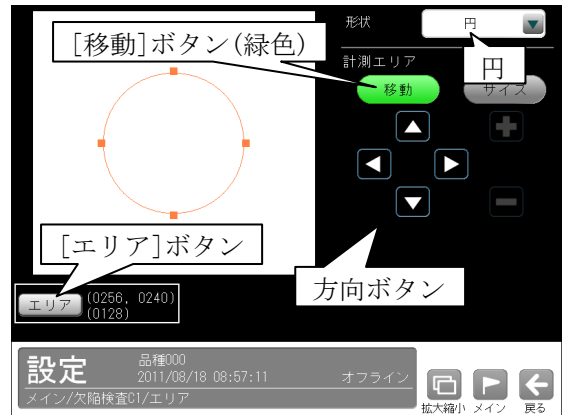 形状
円
[移動]ボタン(緑色)
計測エリア
円
移動
サイズ
[エリア]ボタン
方向ボタン
エリア
(0256, 0240)
(0128)
設定
品種000
2011/08/18 08:57:11
オフライン
メイン/欠陥検査C1/エリア
拡大縮小
メイン
戻る